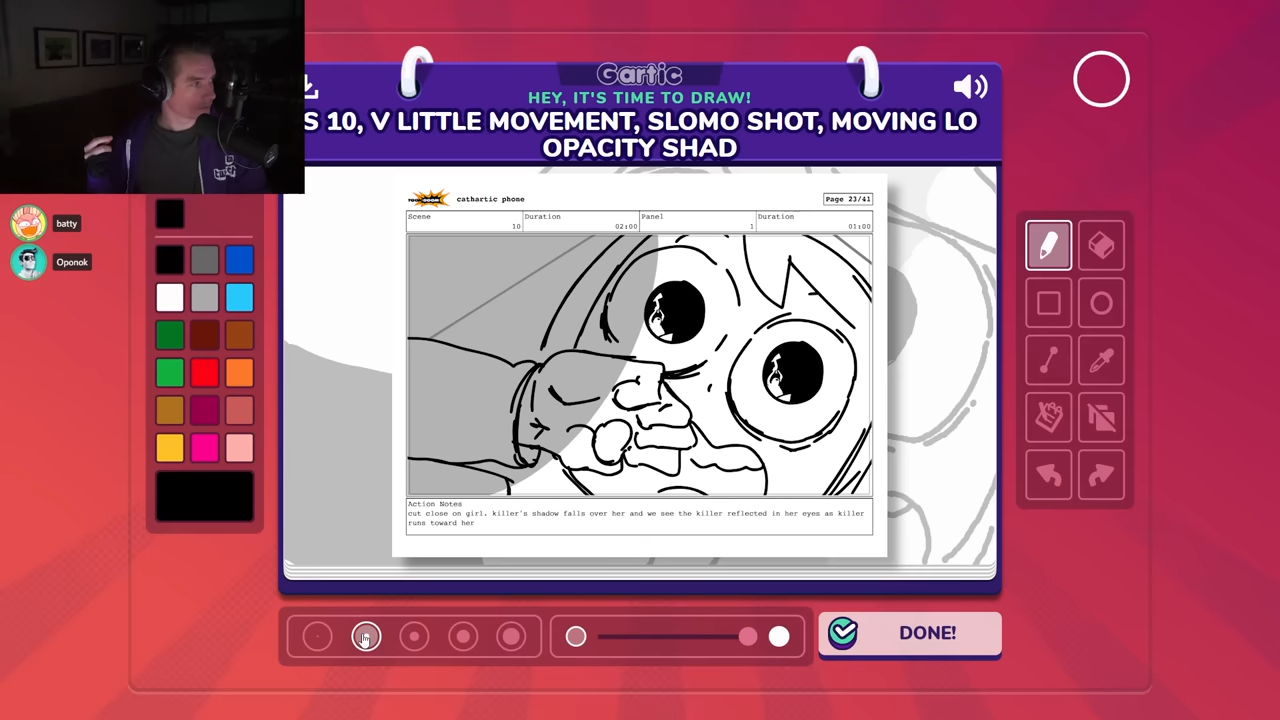 Gartic
HEY, IT'S TIME TO DRAW!
S 10, V LITTLE MOVEMENT, SLOMO SHOT, MOVING LO
OPACITY SHAD
batty
Oponok
TOON BOOM
cathartic phone
Page 23/41
Scene
Duration
Panel
Duration
10
02:00
1
01:00
Action Notes
cut close on girl. killer's shadow falls over her and we see the killer reflected in her eyes as killer
runs toward her
DONE!